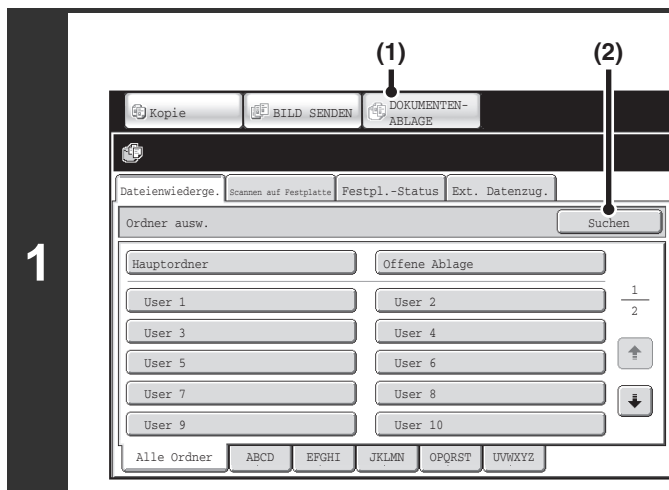 (1) (2)
Kopie BILD SENDEN DOKUMENTEN-
ABLAGE
Dateienwiederge. Scannen auf Festplatte Festpl.-Status Ext. Datenzug.
Ordner ausw. Suchen
1
Hauptordner Offene Ablage
User 1 User 2
1
2
User 3 User 4
User 5 User 6
User 7 User 8
User 9 User 10
Alle Ordner ABCD EFGHI JKLMN OPQRST UVWXYZ